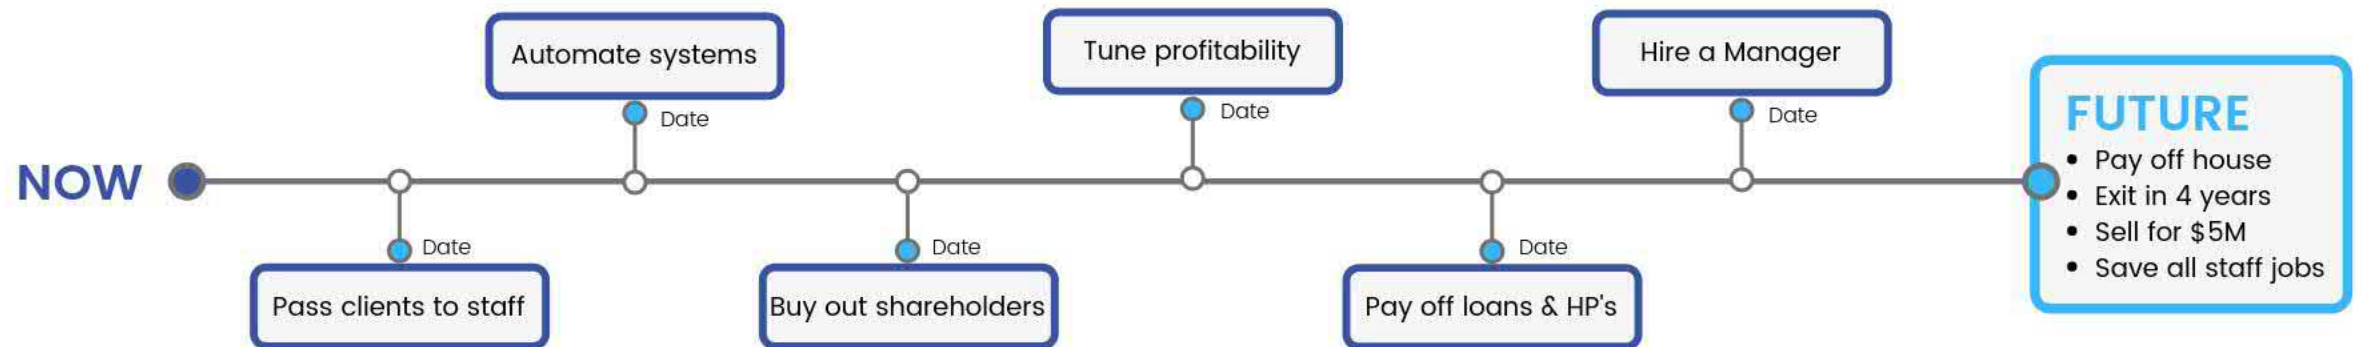 NOW
Pass clients to staff
Date
Automate systems
Date
Buy out shareholders
Date
Tune profitability
Date
Pay off loans & HP's
Date
Hire a Manager
Date
FUTURE
• Pay off house
• Exit in 4 years
• Sell for $5M
• Save all staff jobs